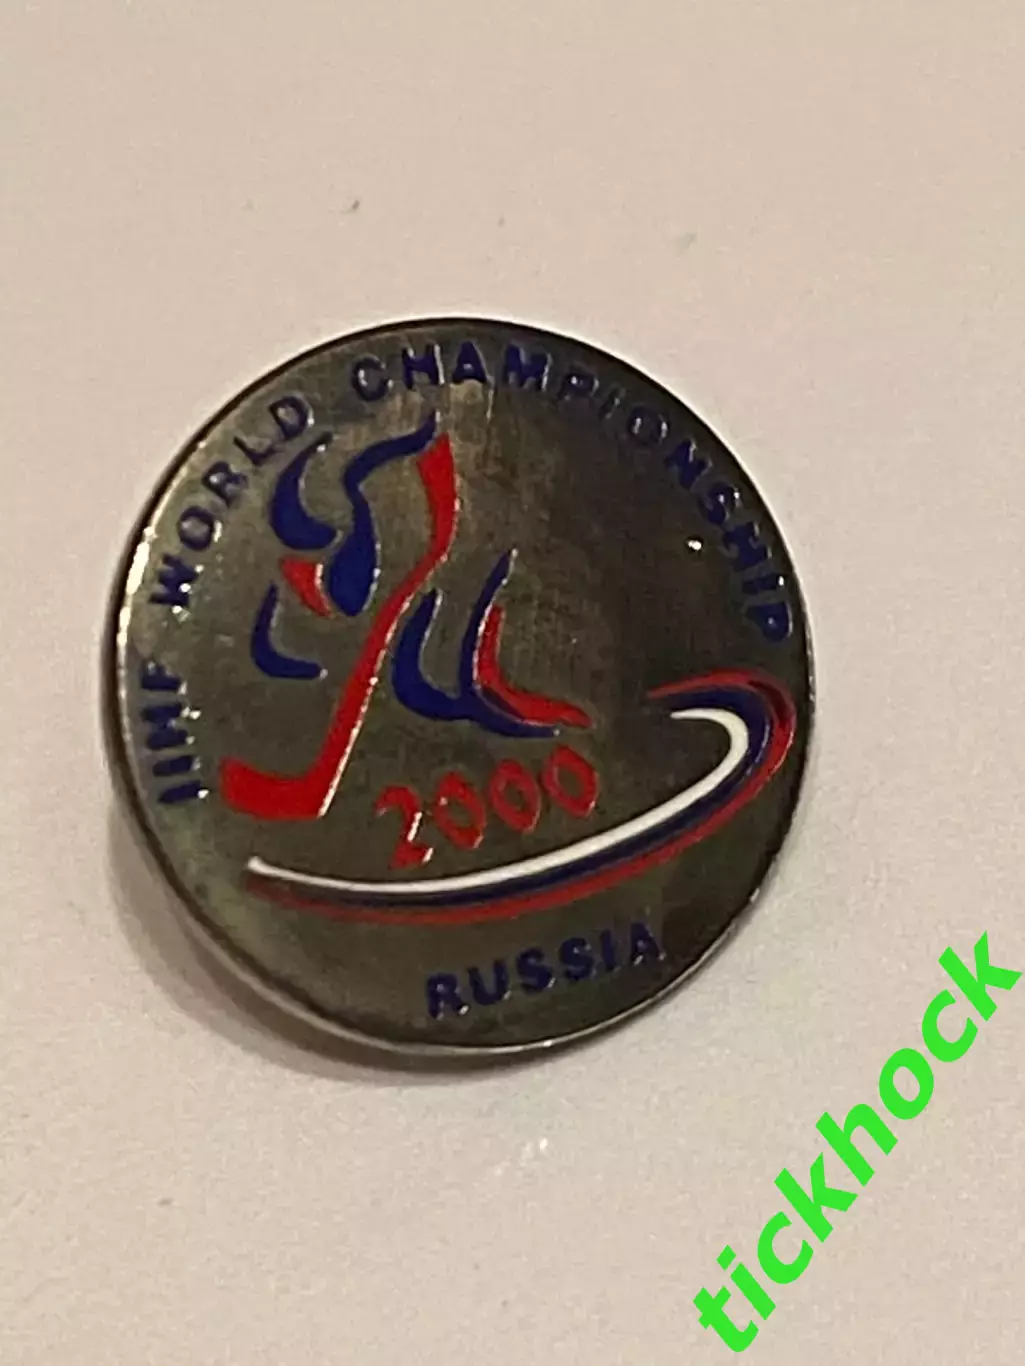 IIHF WORLD CHAMPIONSHIP
2000
RUSSIA
tickhock